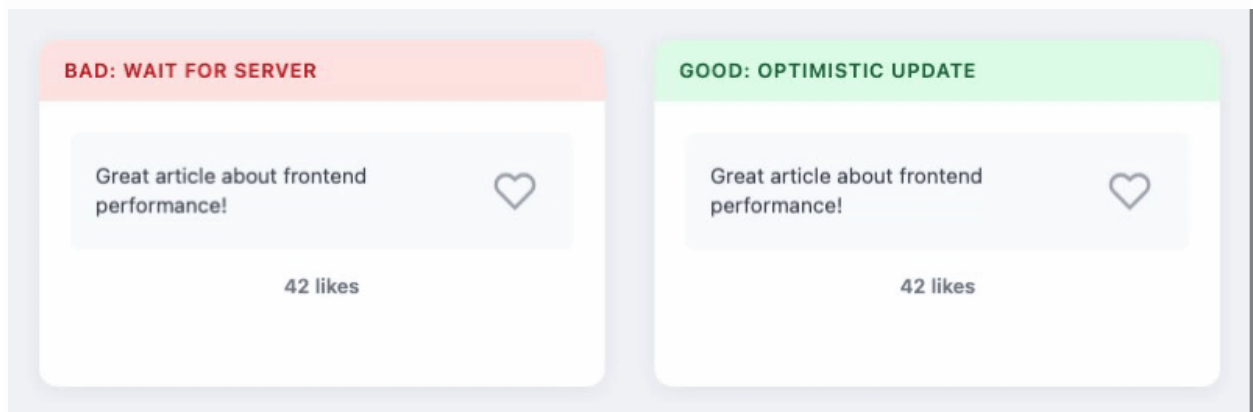 BAD: WAIT FOR SERVER
Great article about frontend
performance!
42 likes
GOOD: OPTIMISTIC UPDATE
Great article about frontend
performance!
42 likes